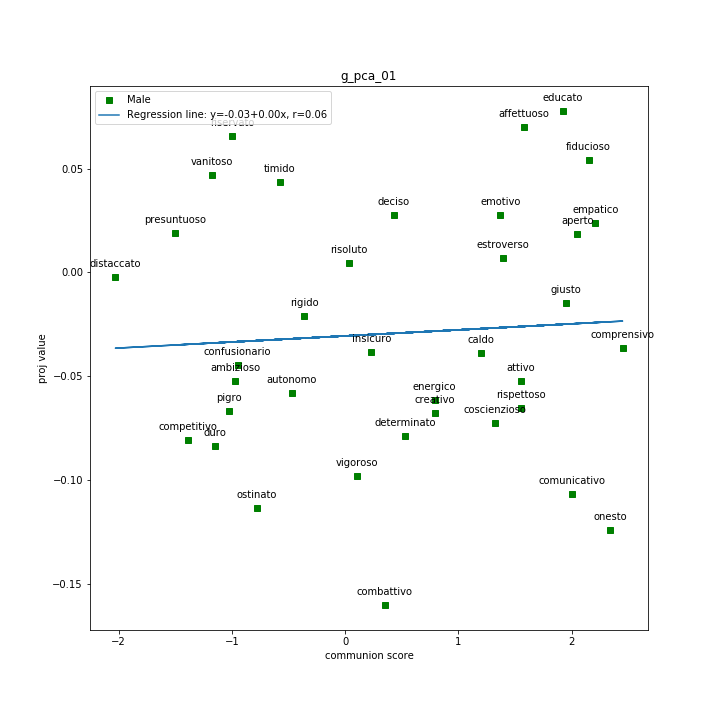 g_pca_01
Male
Regression line: y=-0.03+0.00x, r=0.06
educato
affettuoso
riservato
fiducioso
vanitoso
timido
deciso
emotivo
empatico
aperto
presuntuoso
estroverso
risoluto
distaccato
giusto
rigido
comprensivo
insicuro
caldo
confusionario
ambizioso
attivo
autonomo
energico
rispettoso
creativo
pigro
coscienzioso
determinato
competitivo
duro
vigoroso
comunicativo
ostinato
onesto
combattivo
0.05
0.00
−0.05
−0.10
−0.15
proj value
−2
−1
0
1
2
communion score